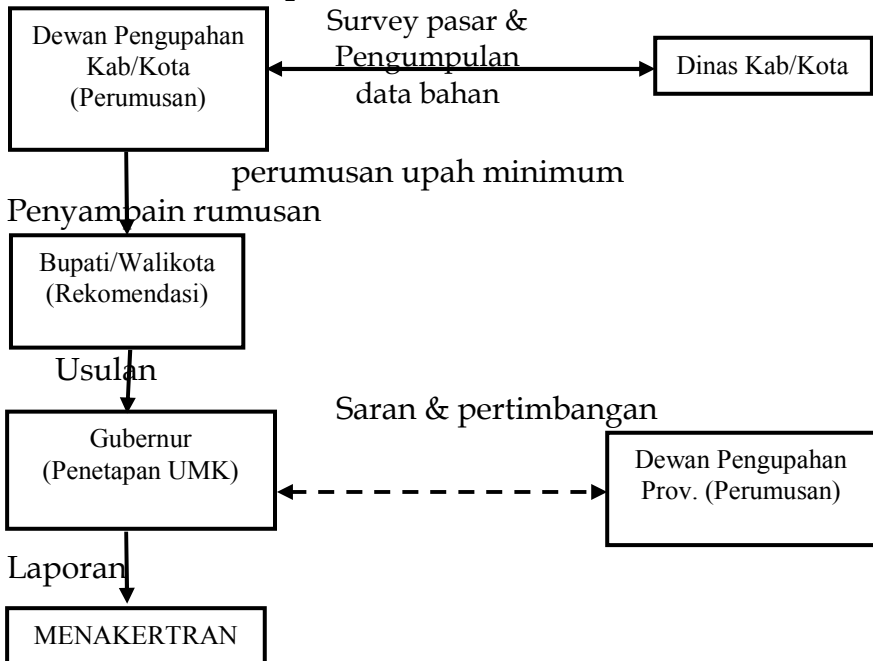 Dewan Pengupahan
Kab/Kota
(Perumusan)
Survey pasar &
Pengumpulan
data bahan
Dinas Kab/Kota
perumusan upah minimum
Penyampain rumusan
Bupati/Walikota
(Rekomendasi)
Usulan
Gubernur
(Penetapan UMK)
Saran & pertimbangan
Dewan Pengupahan
Prov. (Perumusan)
Laporan
MENAKERTRAN